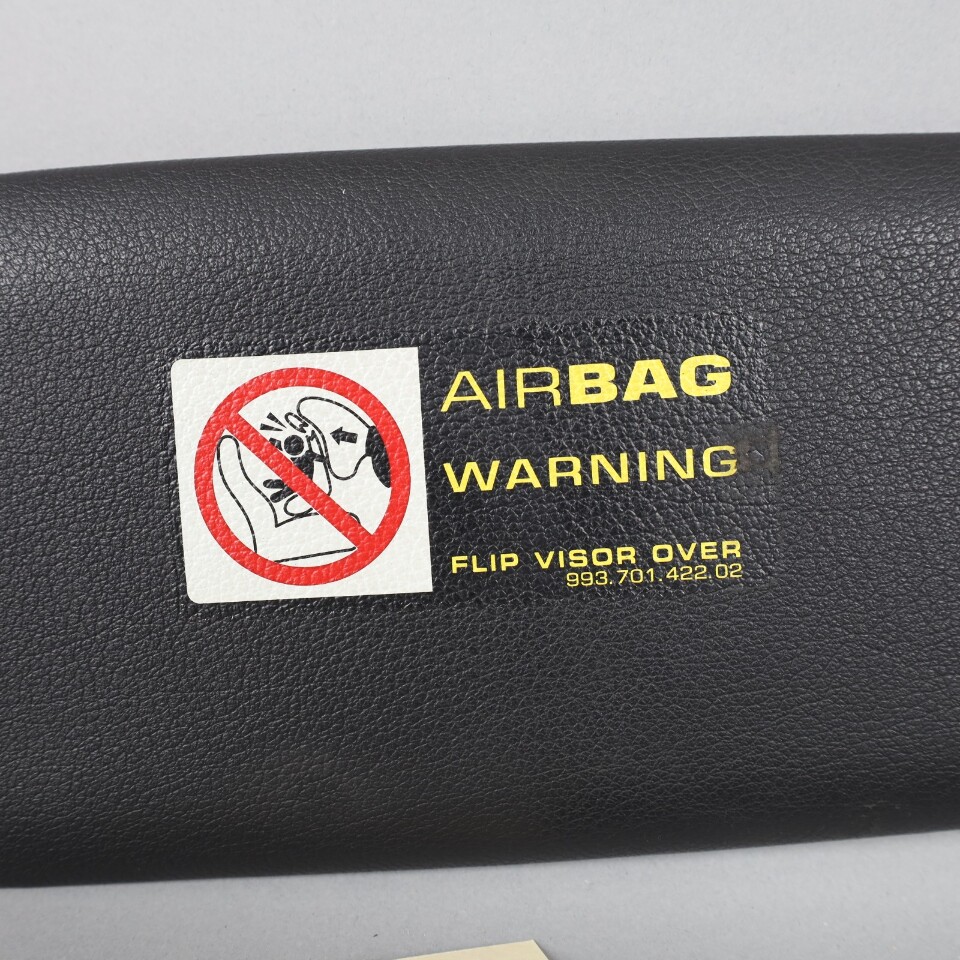 AIRBAG
WARNING
FLIP VISOR OVER
993.701.422.02